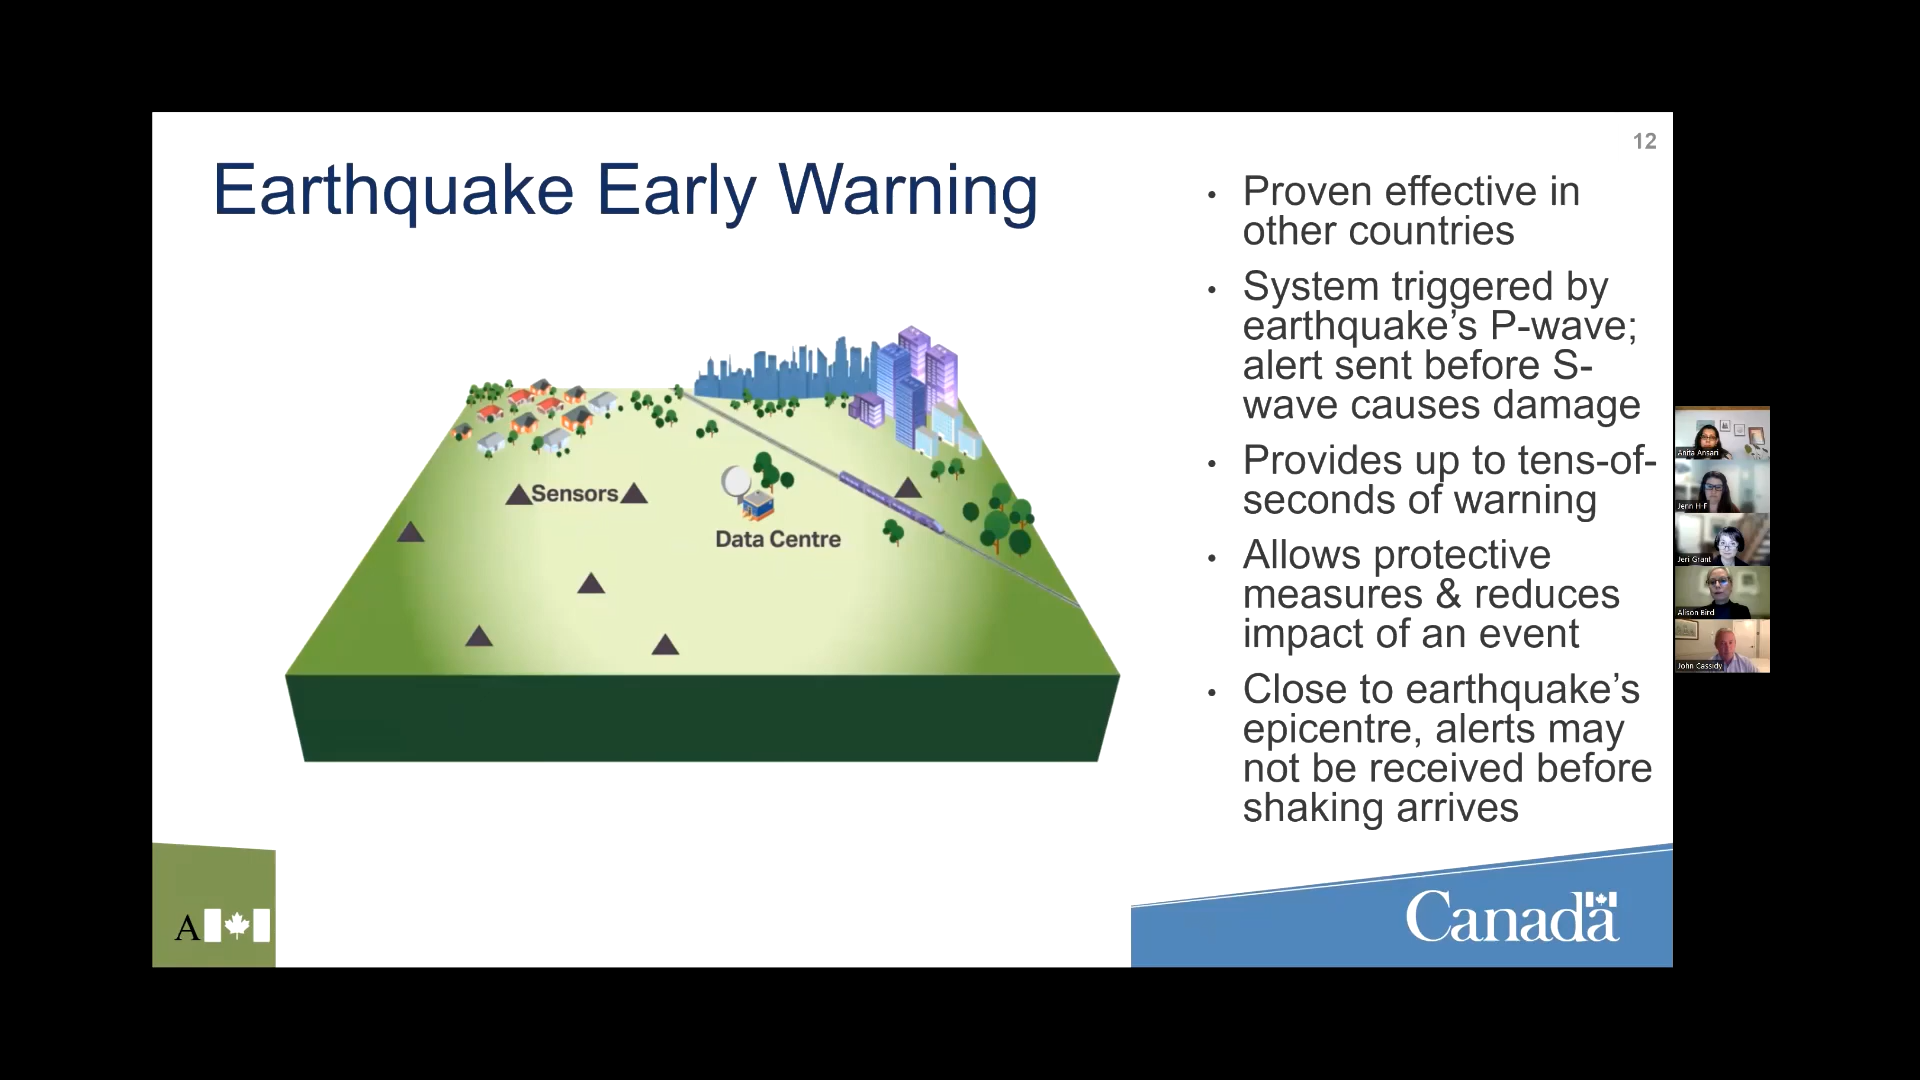 12
Earthquake Early Warning
• Proven effective in
other countries
• System triggered by
earthquake’s P-wave;
alert sent before S-
wave causes damage
• Provides up to tens-of-
seconds of warning
• Allows protective
measures & reduces
impact of an event
• Close to earthquake’s
epicentre, alerts may
not be received before
shaking arrives
Sensors
Data Centre
Anita Ansari
Jenn H-F
Jeri Grant
Alison Bird
John Cassidy
A
Canada